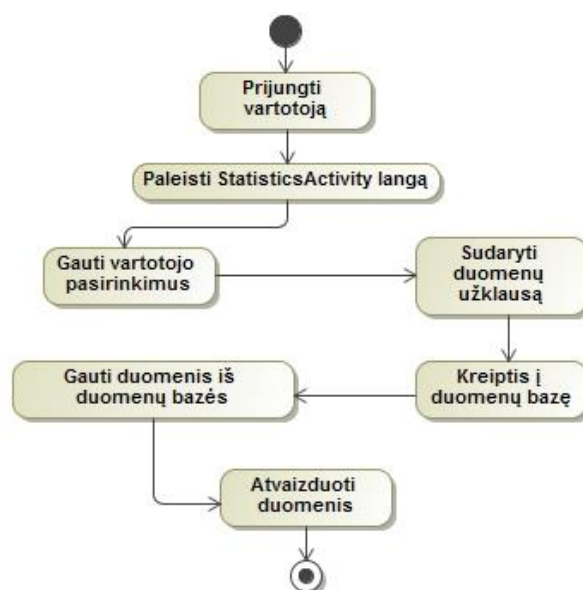 Prijungti
vartotoją
Paleisti StatisticsActivity langą
Gauti vartotojo
pasirinkimus
Sudaryti
duomenų
užklausą
Kreiptis į
duomenų bazę
Gauti duomenis iš
duomenų bazės
Atvaizduoti
duomenis